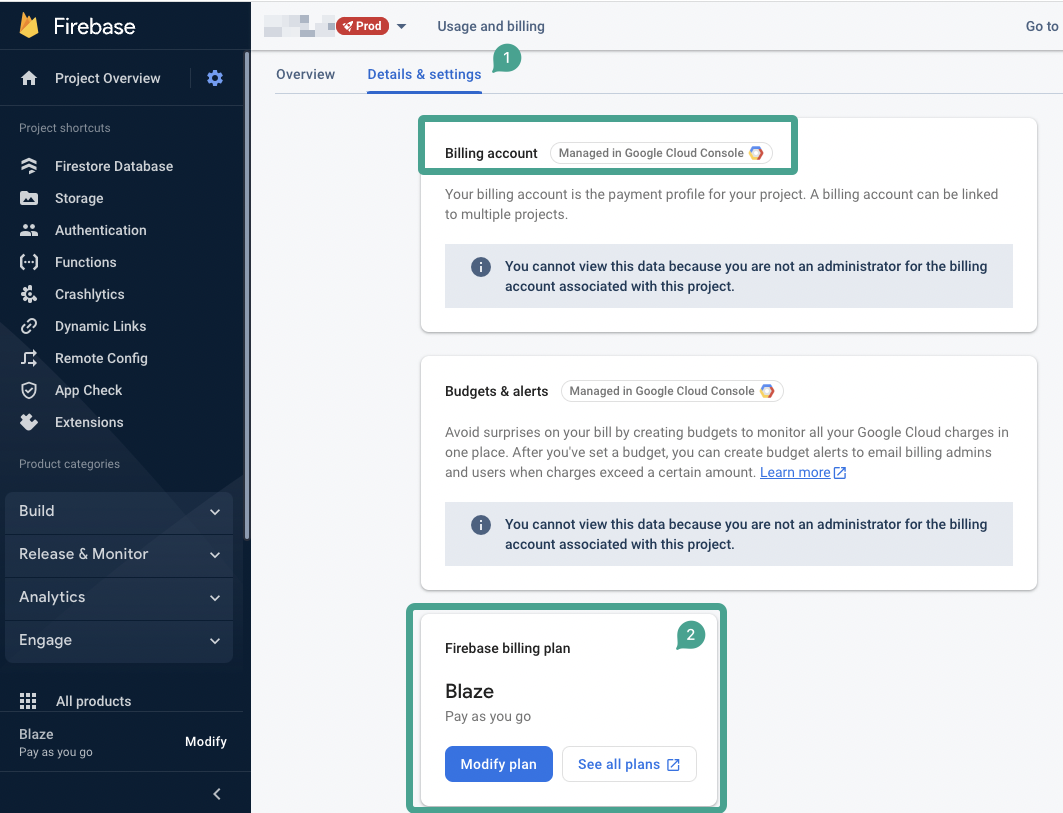 Firebase
Project Overview
Project shortcuts
Firestore Database
Storage
Authentication
Functions
Crashlytics
Dynamic Links
Remote Config
App Check
Extensions
Product categories
Build
Release & Monitor
Analytics
Engage
All products
Blaze
Pay as you go
Modify
Prod
Usage and billing
Go to
Overview
Details & settings
1
Billing account
Managed in Google Cloud Console
Your billing account is the payment profile for your project. A billing account can be linked
to multiple projects.
You cannot view this data because you are not an administrator for the billing
account associated with this project.
Budgets & alerts
Managed in Google Cloud Console
Avoid surprises on your bill by creating budgets to monitor all your Google Cloud charges in
one place. After you've set a budget, you can create budget alerts to email billing admins
and users when charges exceed a certain amount. Learn more
You cannot view this data because you are not an administrator for the billing
account associated with this project.
2
Firebase billing plan
Blaze
Pay as you go
Modify plan
See all plans